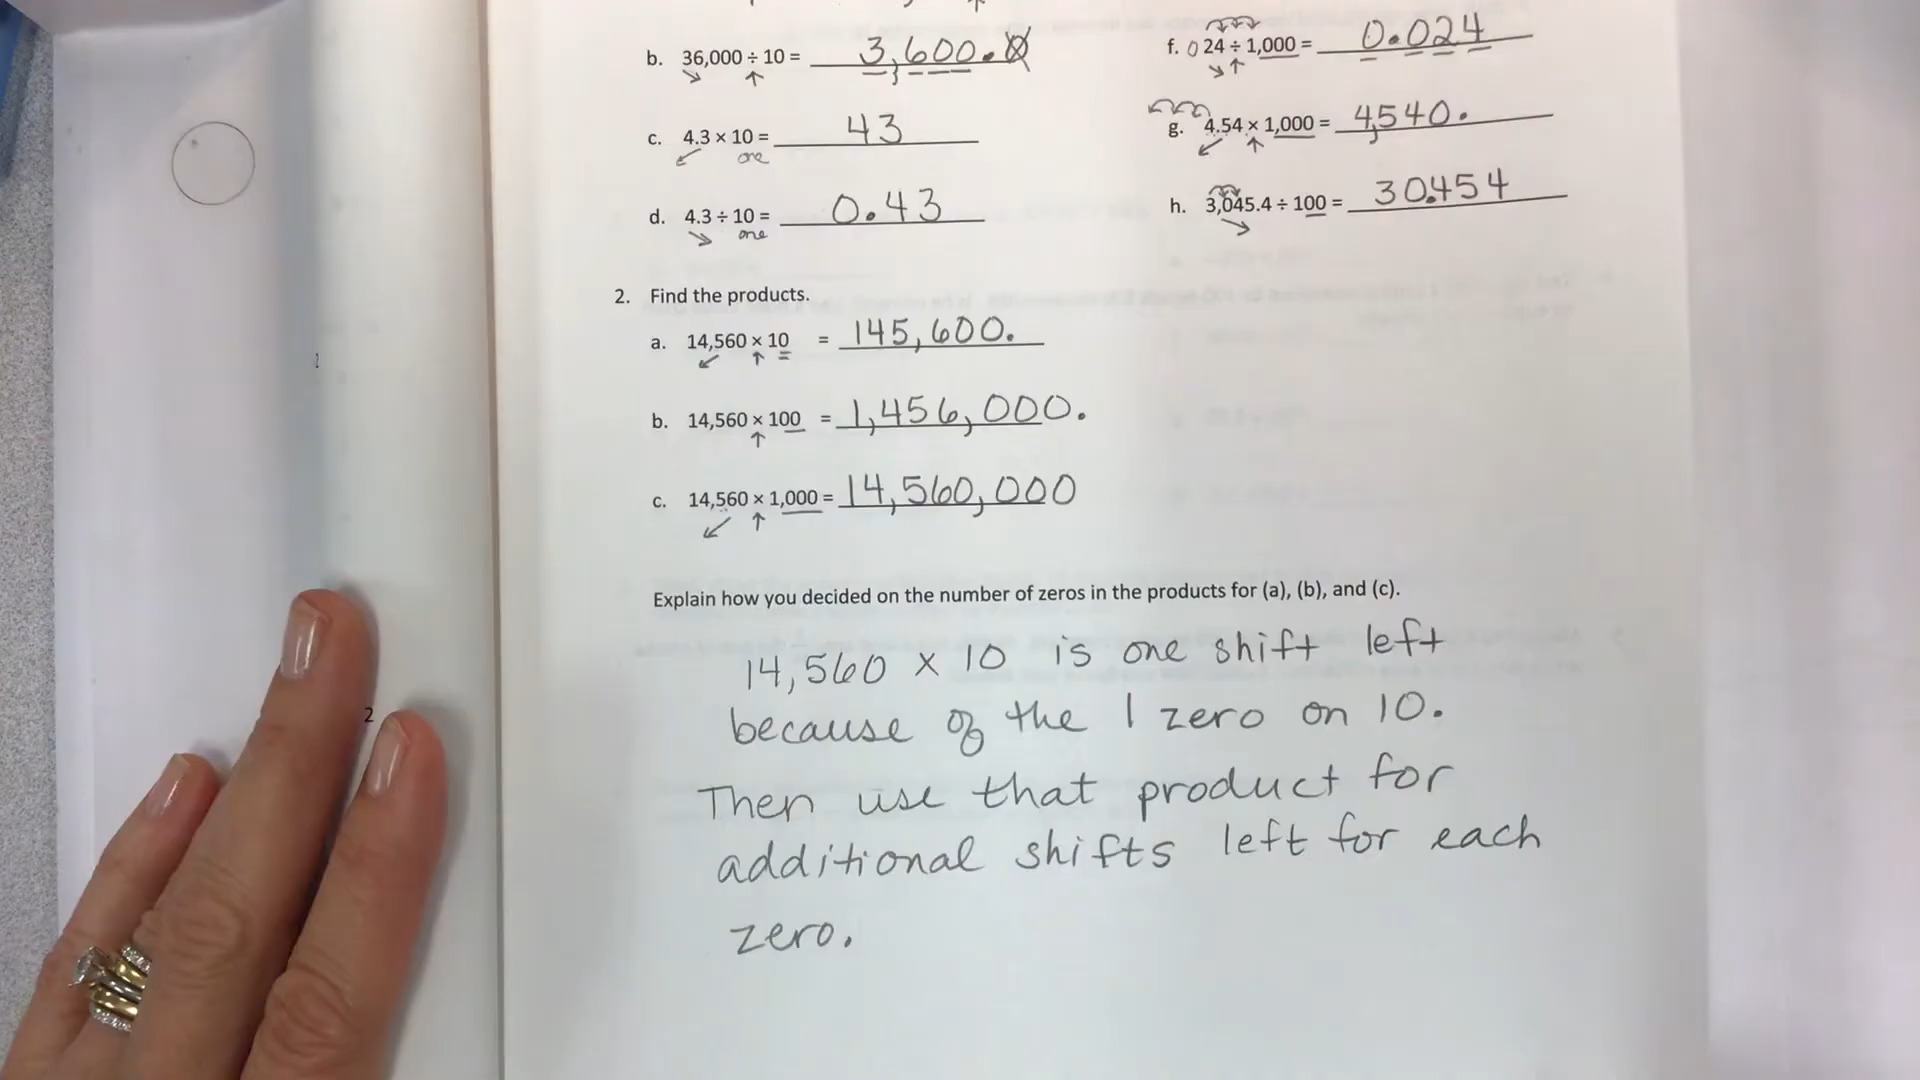 b. 36,000 ÷ 10 = 3,600.0
f. 024 ÷ 1,000 = 0.024
c. 4.3 × 10 = 43
one
g. 4.54 × 1,000 = 4,540.
d. 4.3 ÷ 10 = 0.43
one
h. 3,045.4 ÷ 100 = 30.454
2. Find the products.
a. 14,560 × 10 = 145,600.
b. 14,560 × 100 = 1,456,000.
c. 14,560 × 1,000 = 14,560,000
Explain how you decided on the number of zeros in the products for (a), (b), and (c).
14,560 x 10 is one shift left
because of the 1 zero on 10.
Then use that product for
additional shifts left for each
zero.
2